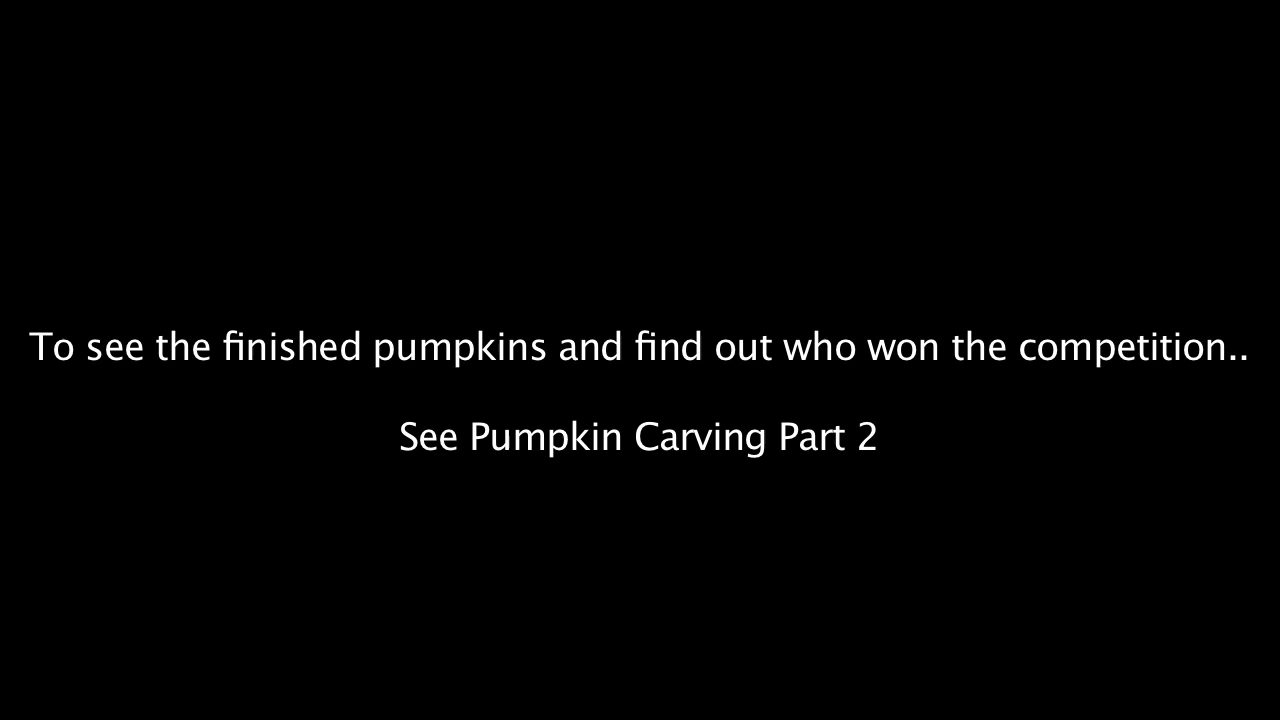 To see the finished pumpkins and find out who won the competition..
See Pumpkin Carving Part 2